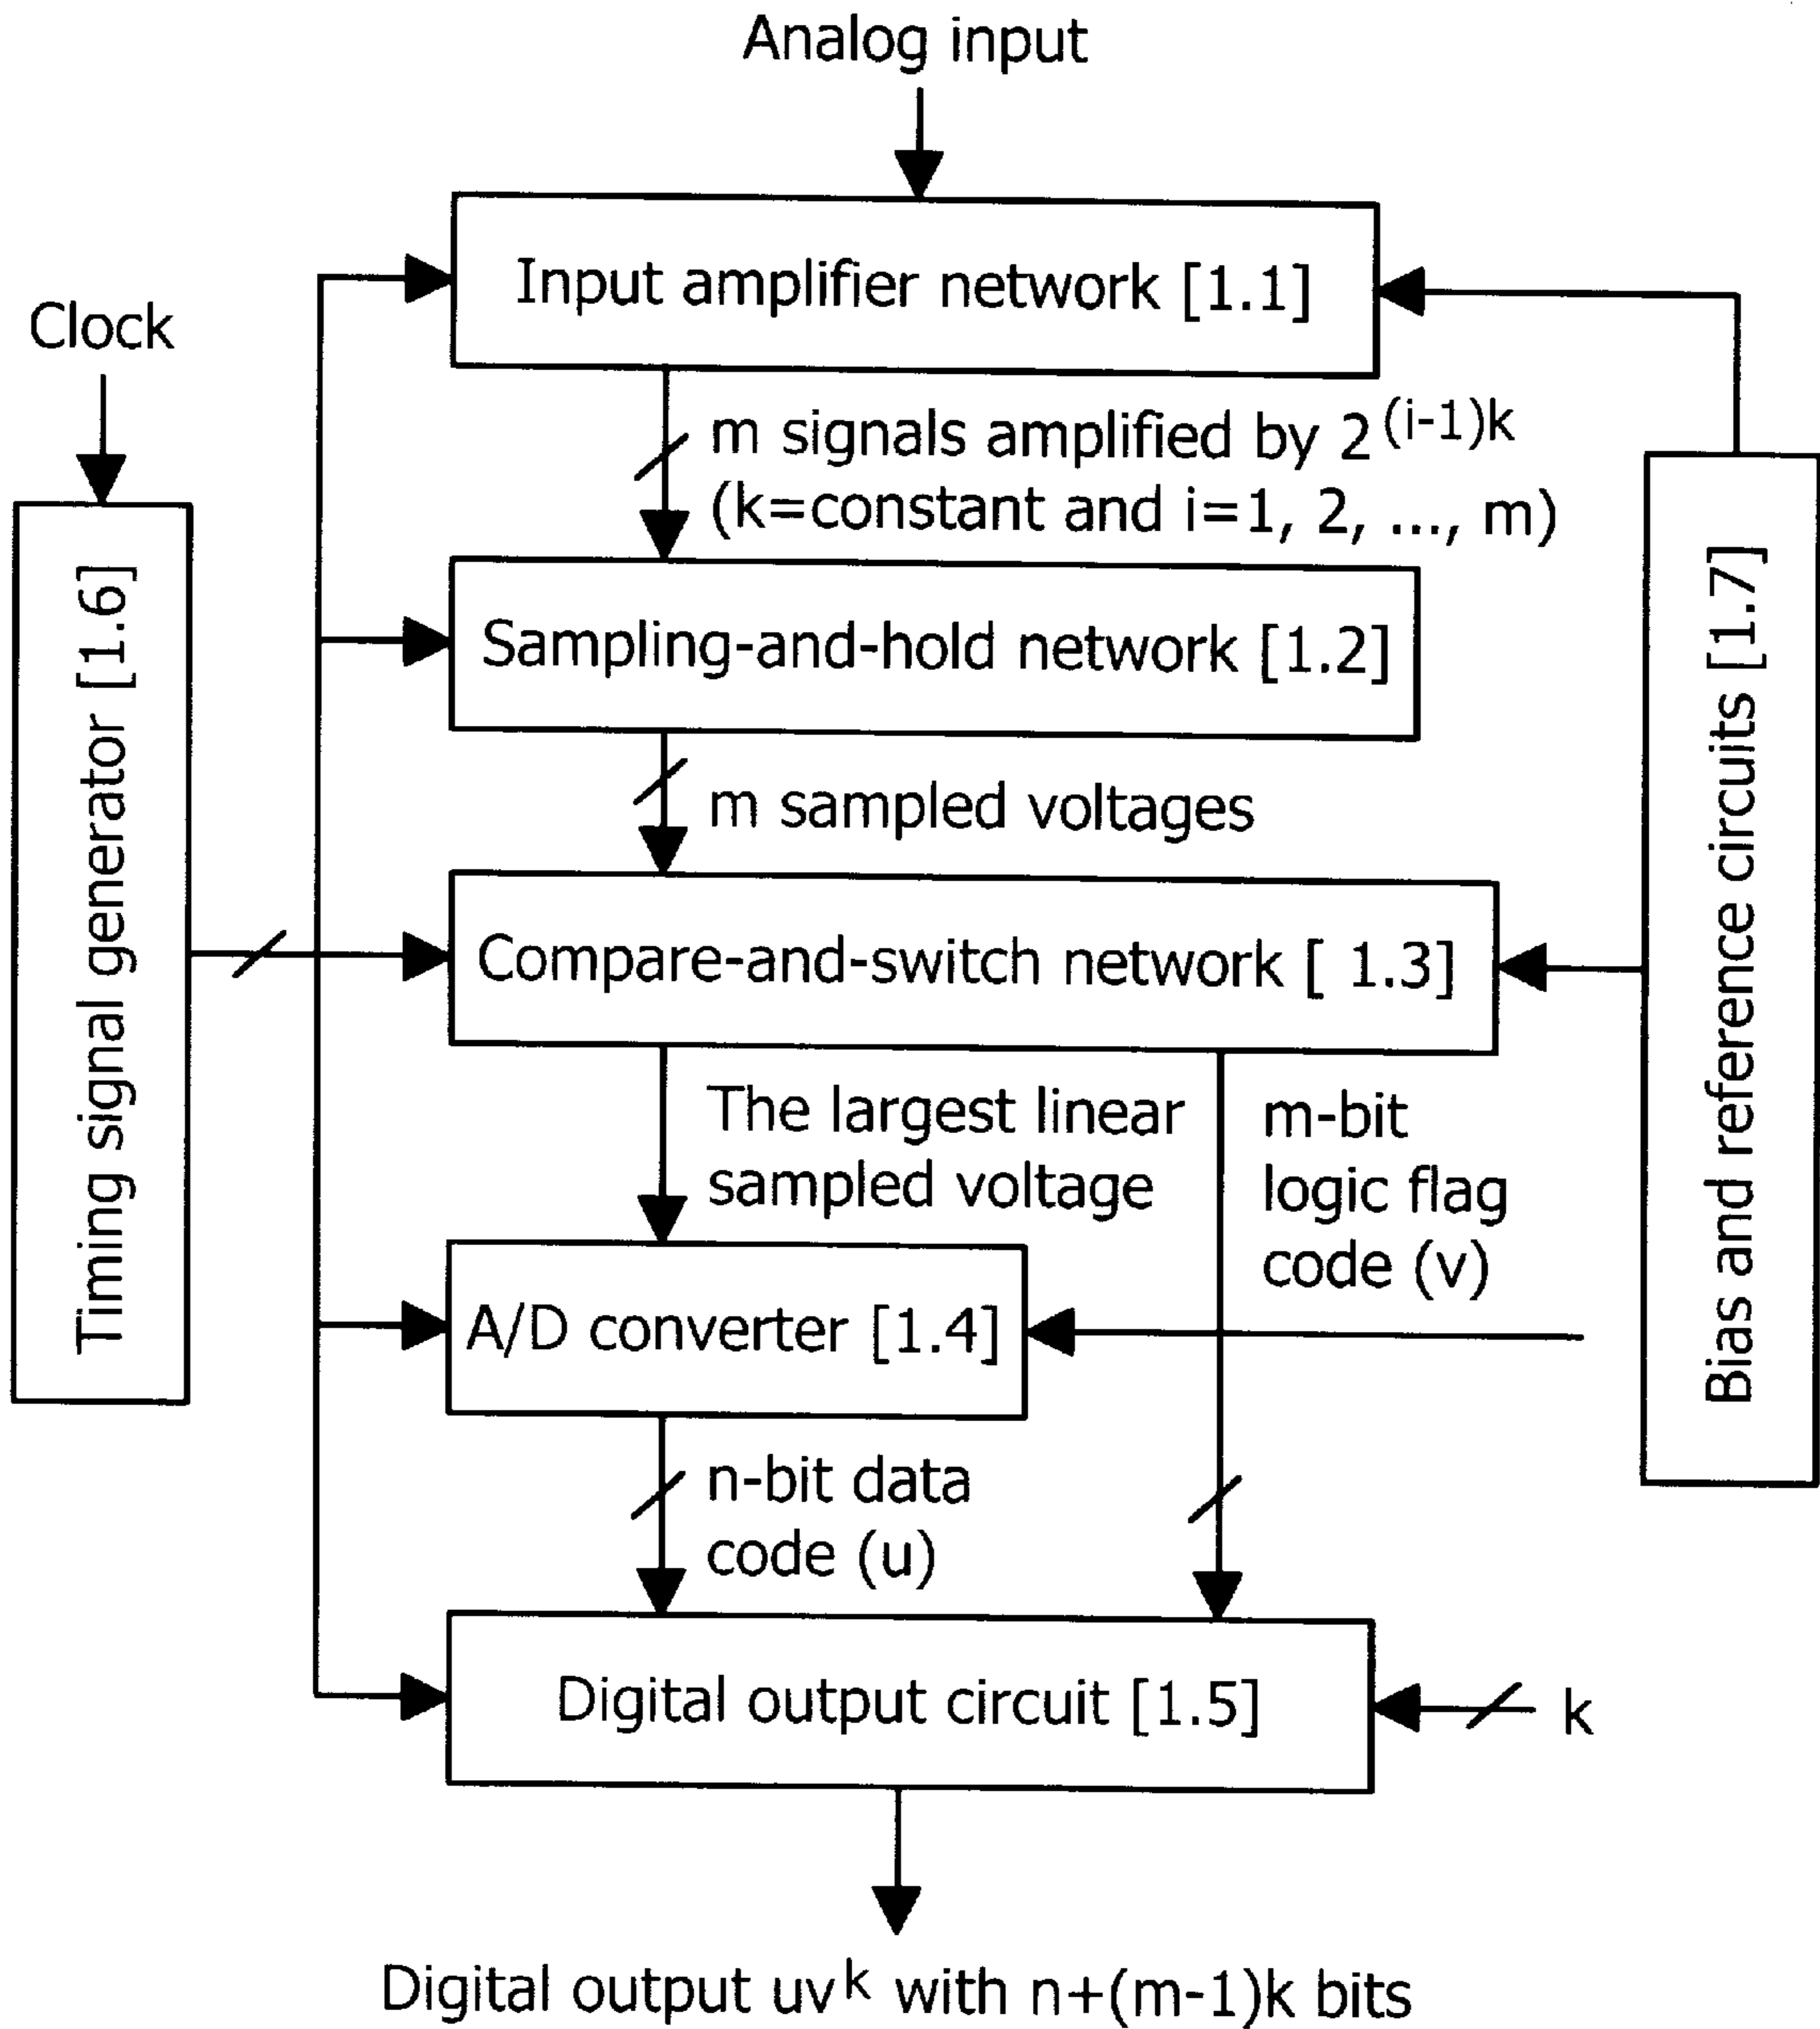 Analog input
Input amplifier network [1.1]
Clock
m signals amplified by 2^(i-1)k
(k=constant and i=1, 2, ..., m)
Timing signal generator [1.6]
Bias and reference circuits [1.7]
Sampling-and-hold network [1.2]
m sampled voltages
Compare-and-switch network [ 1.3]
The largest linear
sampled voltage
m-bit
logic flag
code (v)
A/D converter [1.4]
n-bit data
code (u)
Digital output circuit [1.5]
k
Digital output uv^k with n+(m-1)k bits